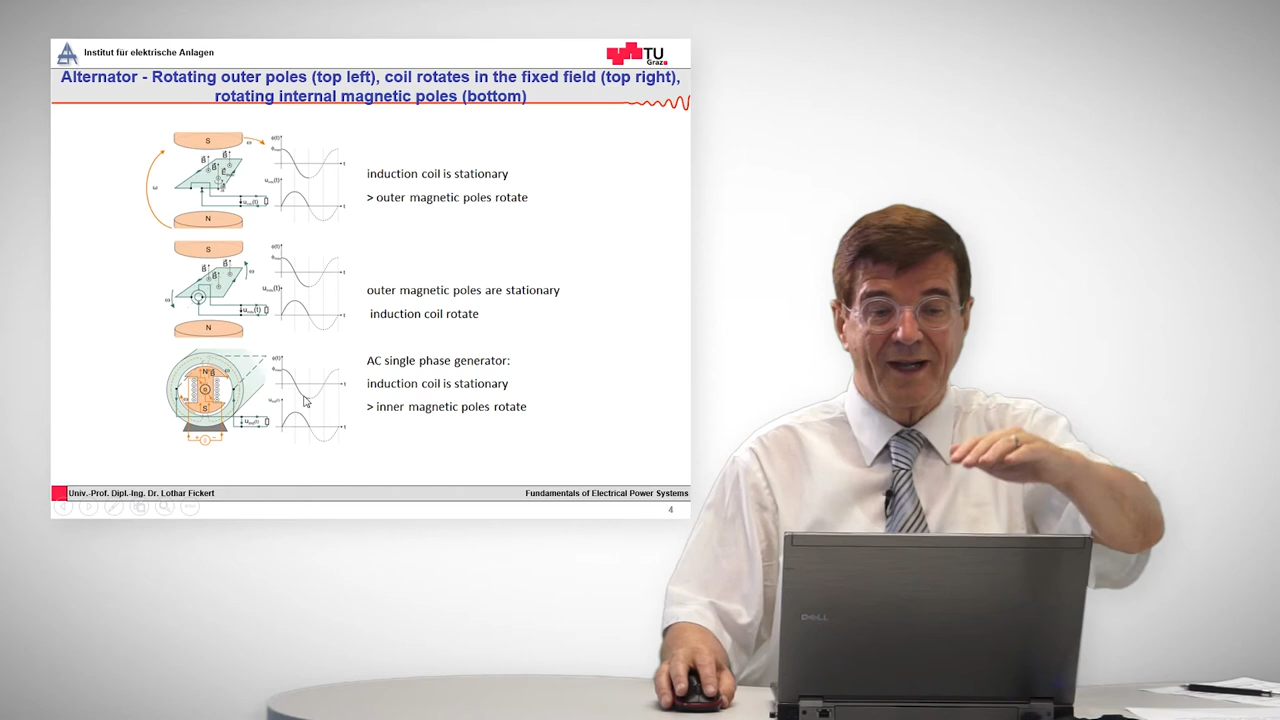 Institut für elektrische Anlagen
TU
Graz
Alternator - Rotating outer poles (top left), coil rotates in the fixed field (top right),
rotating internal magnetic poles (bottom)
S
ω
ω
N
induction coil is stationary
> outer magnetic poles rotate
S
ω
ω
N
outer magnetic poles are stationary
induction coil rotate
N
S
AC single phase generator:
induction coil is stationary
> inner magnetic poles rotate
Univ.-Prof. Dipl.-Ing. Dr. Lothar Fickert
Fundamentals of Electrical Power Systems
4
DELL